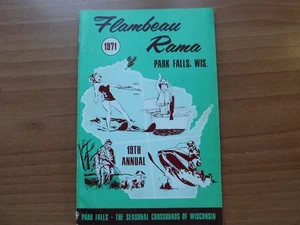 Flambeau
1971
Rama
PARK FALLS, WIS.
19TH
ANNUAL
PARK FALLS - THE SEASONAL CROSSROADS OF WISCONSIN